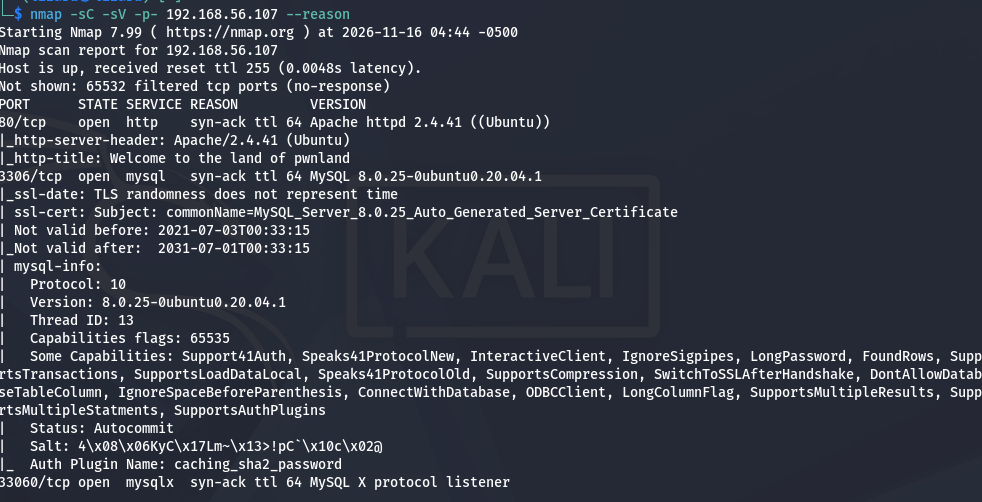 $ nmap -sC -sV -p- 192.168.56.107 --reason
Starting Nmap 7.99 ( https://nmap.org ) at 2026-11-16 04:44 -0500
Nmap scan report for 192.168.56.107
Host is up, received reset ttl 255 (0.0048s latency).
Not shown: 65532 filtered tcp ports (no-response)
PORT      STATE SERVICE REASON         VERSION
80/tcp    open  http    syn-ack ttl 64 Apache httpd 2.4.41 ((Ubuntu))
|_http-server-header: Apache/2.4.41 (Ubuntu)
|_http-title: Welcome to the land of pwnland
3306/tcp  open  mysql   syn-ack ttl 64 MySQL 8.0.25-0ubuntu0.20.04.1
|_ssl-date: TLS randomness does not represent time
| ssl-cert: Subject: commonName=MySQL_Server_8.0.25_Auto_Generated_Server_Certificate
| Not valid before: 2021-07-03T00:33:15
|_Not valid after:  2031-07-01T00:33:15
| mysql-info:
|   Protocol: 10
|   Version: 8.0.25-0ubuntu0.20.04.1
|   Thread ID: 13
|   Capabilities flags: 65535
|   Some Capabilities: Support41Auth, Speaks41ProtocolNew, InteractiveClient, IgnoreSigpipes, LongPassword, FoundRows, Supp
rtsTransactions, SupportsLoadDataLocal, Speaks41ProtocolOld, SupportsCompression, SwitchToSSLAfterHandshake, DontAllowDatab
seTableColumn, IgnoreSpaceBeforeParenthesis, ConnectWithDatabase, ODBCClient, LongColumnFlag, SupportsMultipleResults, Supp
rtsMultipleStatments, SupportsAuthPlugins
|   Status: Autocommit
|   Salt: 4\x08\x06KyC\x17Lm~\x13>!pC`\x10c\x02@
|_  Auth Plugin Name: caching_sha2_password
33060/tcp open  mysqlx  syn-ack ttl 64 MySQL X protocol listener
KALI